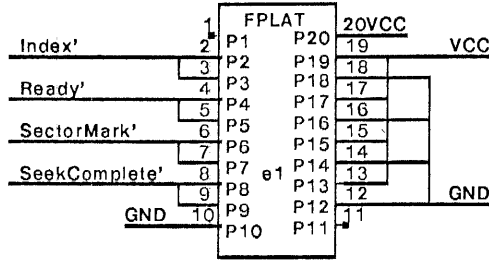 FPLAT
1 P1 P20 20VCC
Index' 2 P2 P19 19 VCC
3 P3 P18 18
Ready' 4 P4 P17 17
5 P5 P16 16
SectorMark' 6 P6 P15 15
7 P7 P14 14
SeekComplete' 8 P8 e1 P13 13
9 P9 P12 12 GND
GND 10 P10 P11 11